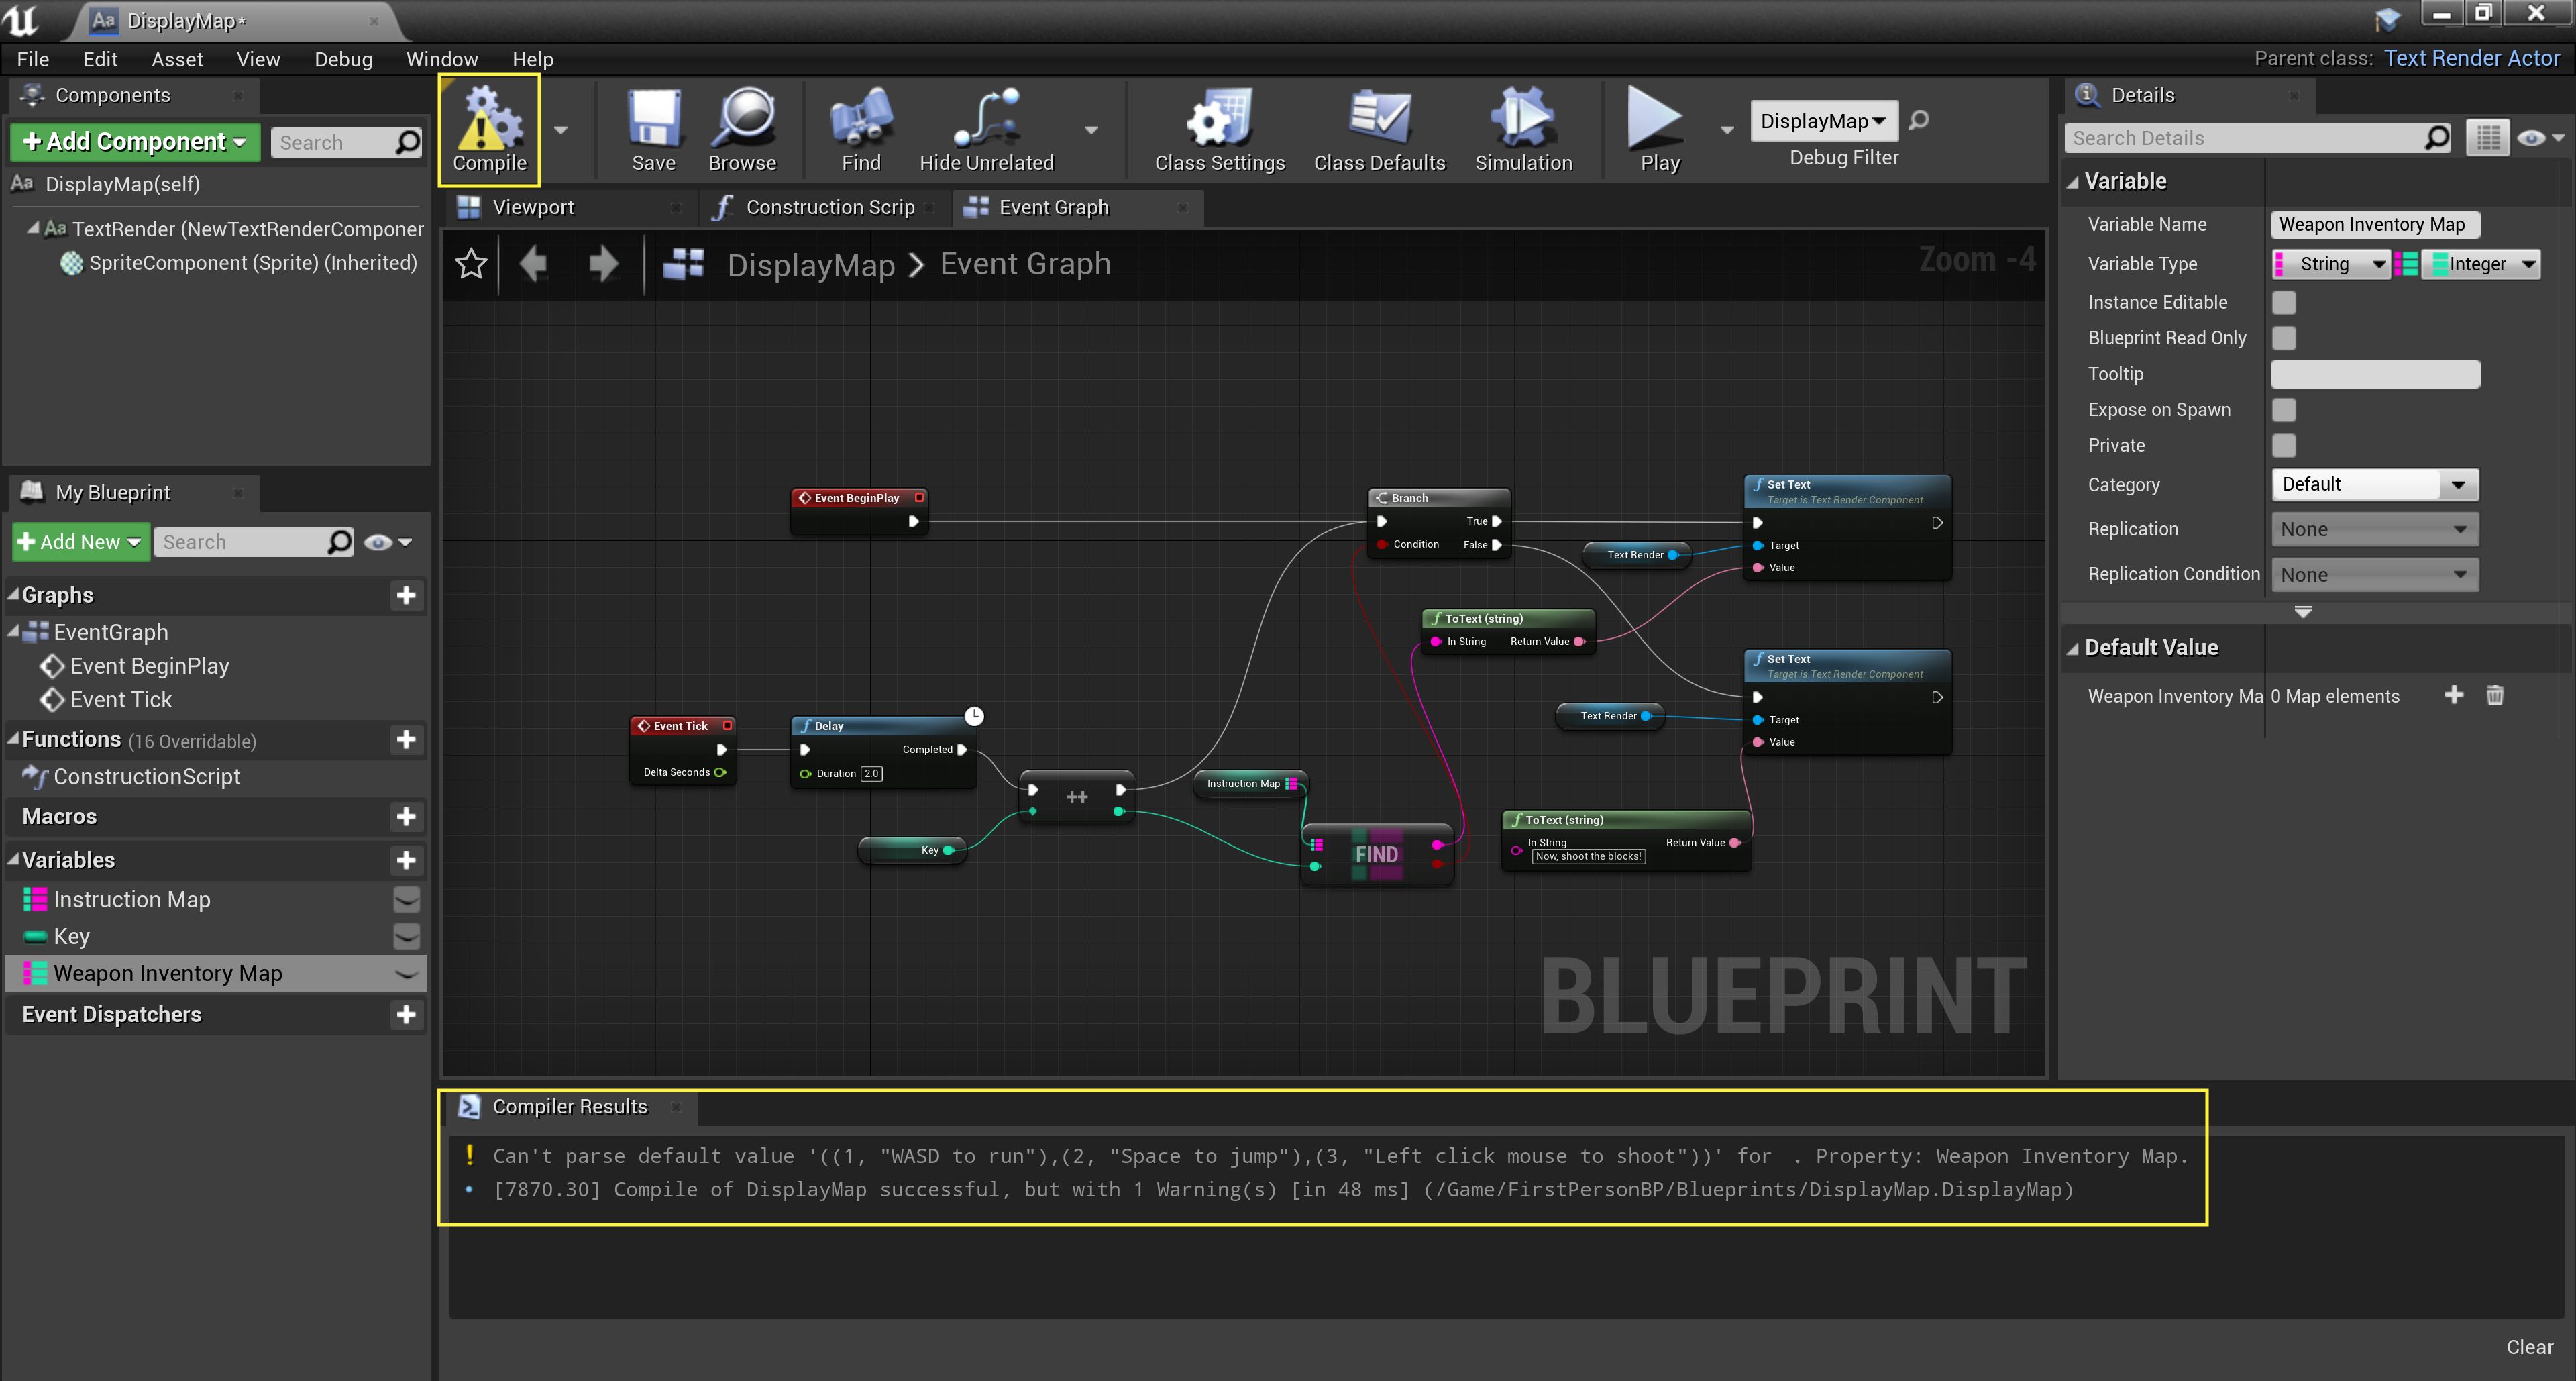 DisplayMap*
File Edit Asset View Debug Window Help
Parent class: Text Render Actor
Components
Add Component
Search
DisplayMap(self)
TextRender (NewTextRenderComponer
SpriteComponent (Sprite) (Inherited)
My Blueprint
Add New
Search
Graphs
EventGraph
Event BeginPlay
Event Tick
Functions (16 Overridable)
ConstructionScript
Macros
Variables
Instruction Map
Key
Weapon Inventory Map
Event Dispatchers
Compile
Save
Browse
Find
Hide Unrelated
Class Settings
Class Defaults
Simulation
Play
DisplayMap
Debug Filter
Viewport
Construction Scrip
Event Graph
DisplayMap > Event Graph
Zoom -4
Event BeginPlay
Branch
True
Condition False
Set Text
Target is Text Render Component
Target
Value
Text Render
ToText (string)
In String Return Value
Set Text
Target is Text Render Component
Target
Value
Text Render
Event Tick
Delta Seconds
Delay
Completed
Duration 2.0
++
Key
Instruction Map
FIND
ToText (string)
In String Return Value
Now, shoot the blocks!
BLUEPRINT
Compiler Results
Can't parse default value '((1, "WASD to run"),(2, "Space to jump"),(3, "Left click mouse to shoot"))' for . Property: Weapon Inventory Map.
[7870.30] Compile of DisplayMap successful, but with 1 Warning(s) [in 48 ms] (/Game/FirstPersonBP/Blueprints/DisplayMap.DisplayMap)
Clear
Details
Search Details
Variable
Variable Name Weapon Inventory Map
Variable Type String Integer
Instance Editable
Blueprint Read Only
Tooltip
Expose on Spawn
Private
Category Default
Replication None
Replication Condition None
Default Value
Weapon Inventory Ma 0 Map elements